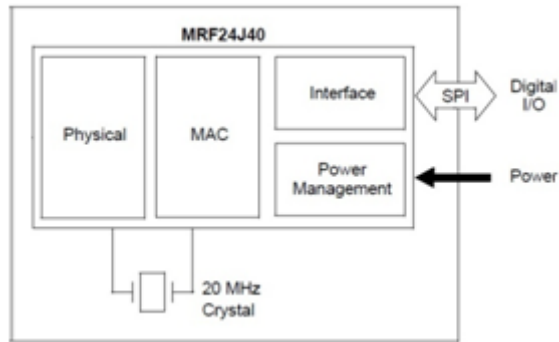 MRF24J40
Physical
MAC
Interface
SPI
Digital
I/O
Power
Management
Power
20 MHz
Crystal